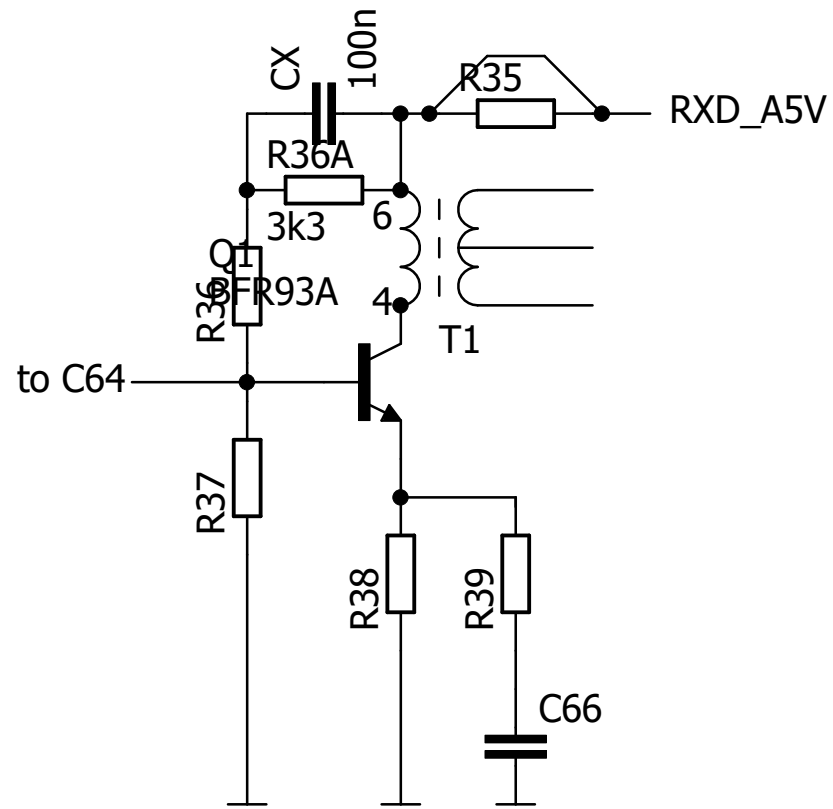 CX
100n
R35
RXD_A5V
R36A
3k3
6
Q1
BFR93A
R36
4
T1
to C64
R37
R38
R39
C66